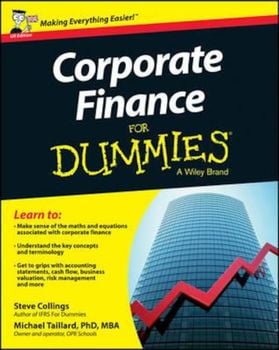 Making Everything Easier!™
UK Edition
Corporate
Finance
FOR
DUMMIES®
A Wiley Brand
Learn to:
• Make sense of the maths and equations
associated with corporate finance
• Understand the key concepts
and terminology
• Get to grips with accounting
statements, cash flow, business
valuation, risk management
and more
Steve Collings
Author of IFRS For Dummies
Michael Taillard, PhD, MBA
Owner and operator, OPR Schools